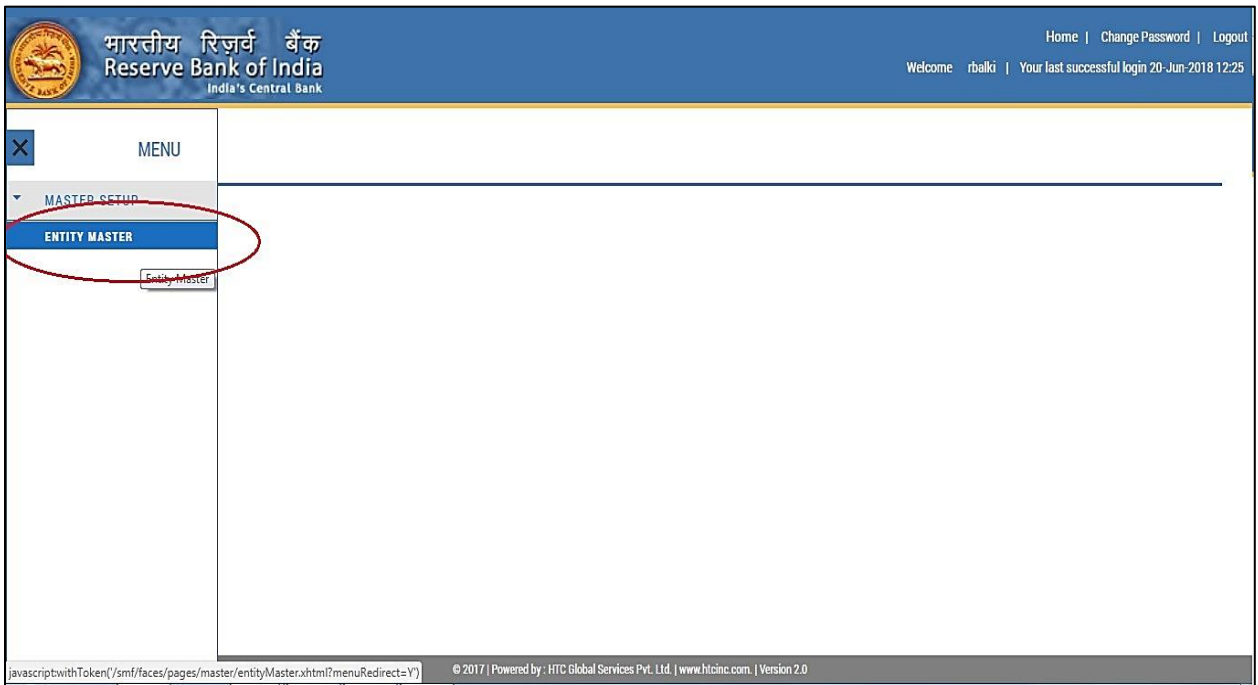 भारतीय रिज़र्व बैंक
Reserve Bank of India
India's Central Bank
Home | Change Password | Logout
Welcome rbalki | Your last successful login 20-Jun-2018 12:25
MENU
MASTER SETUP
ENTITY MASTER
Entity Master
javascript:withToken('/smf/faces/pages/master/entityMaster.xhtml?menuRedirect=Y')
© 2017 | Powered by : HTC Global Services Pvt. Ltd. | www.htcinc.com. | Version 2.0